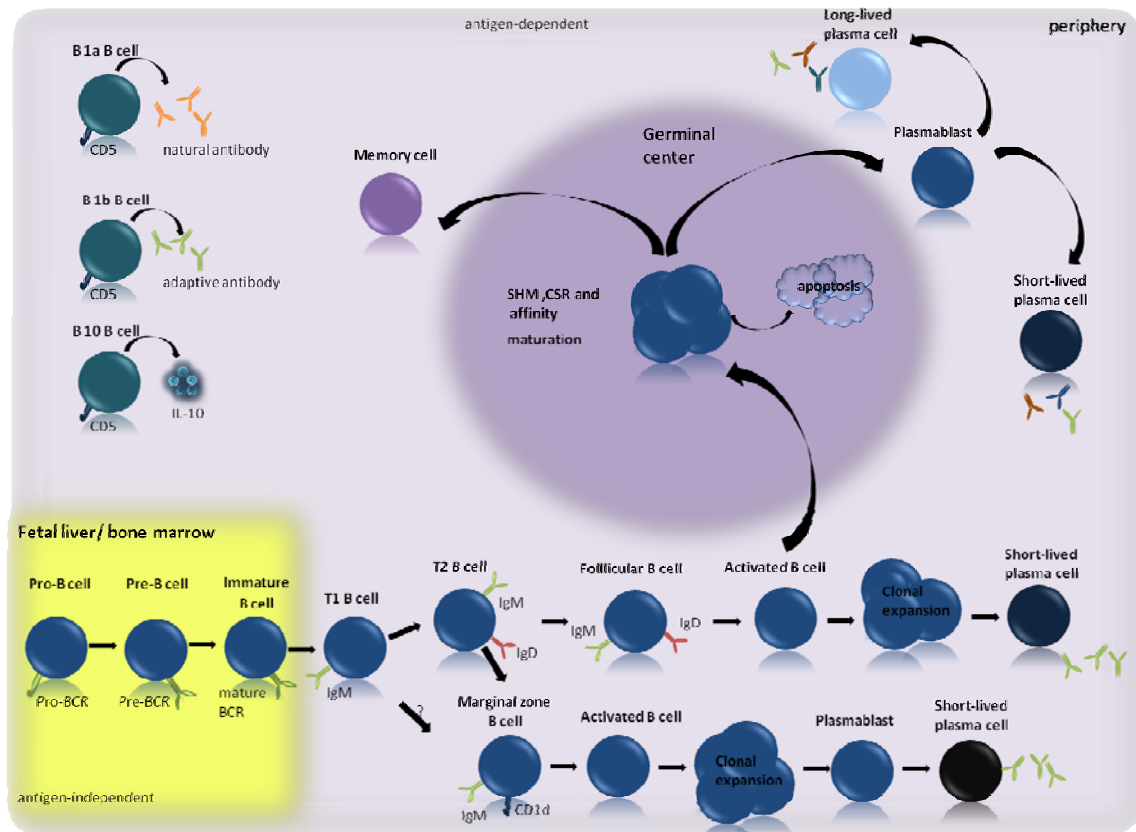 antigen-dependent
periphery
B1a B cell
CD5
natural antibody
B1b B cell
CD5
adaptive antibody
B10 B cell
CD5
IL-10
Memory cell
Germinal
center
SHM ,CSR and
affinity
maturation
apoptosis
Long-lived
plasma cell
Plasmablast
Short-lived
plasma cell
Fetal liver/ bone marrow
Pro-B cell
Pro-BCR
Pre-B cell
Pre-BCR
Immature
B cell
mature
BCR
antigen-independent
T1 B cell
IgM
?
T2 B cell
IgM
IgD
Folllicular B cell
IgM
IgD
Activated B cell
Clonal
expansion
Short-lived
plasma cell
Marginal zone
B cell
IgM
CD1d
Activated B cell
Clonal
expansion
Plasmablast
Short-lived
plasma cell